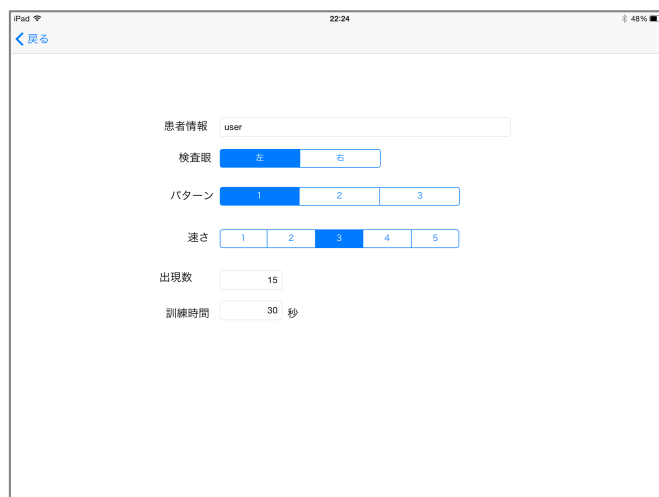 iPad 22:24 48%
戻る
患者情報 user
検査眼 左 右
パターン 1 2 3
速さ 1 2 3 4 5
出現数 15
訓練時間 30 秒